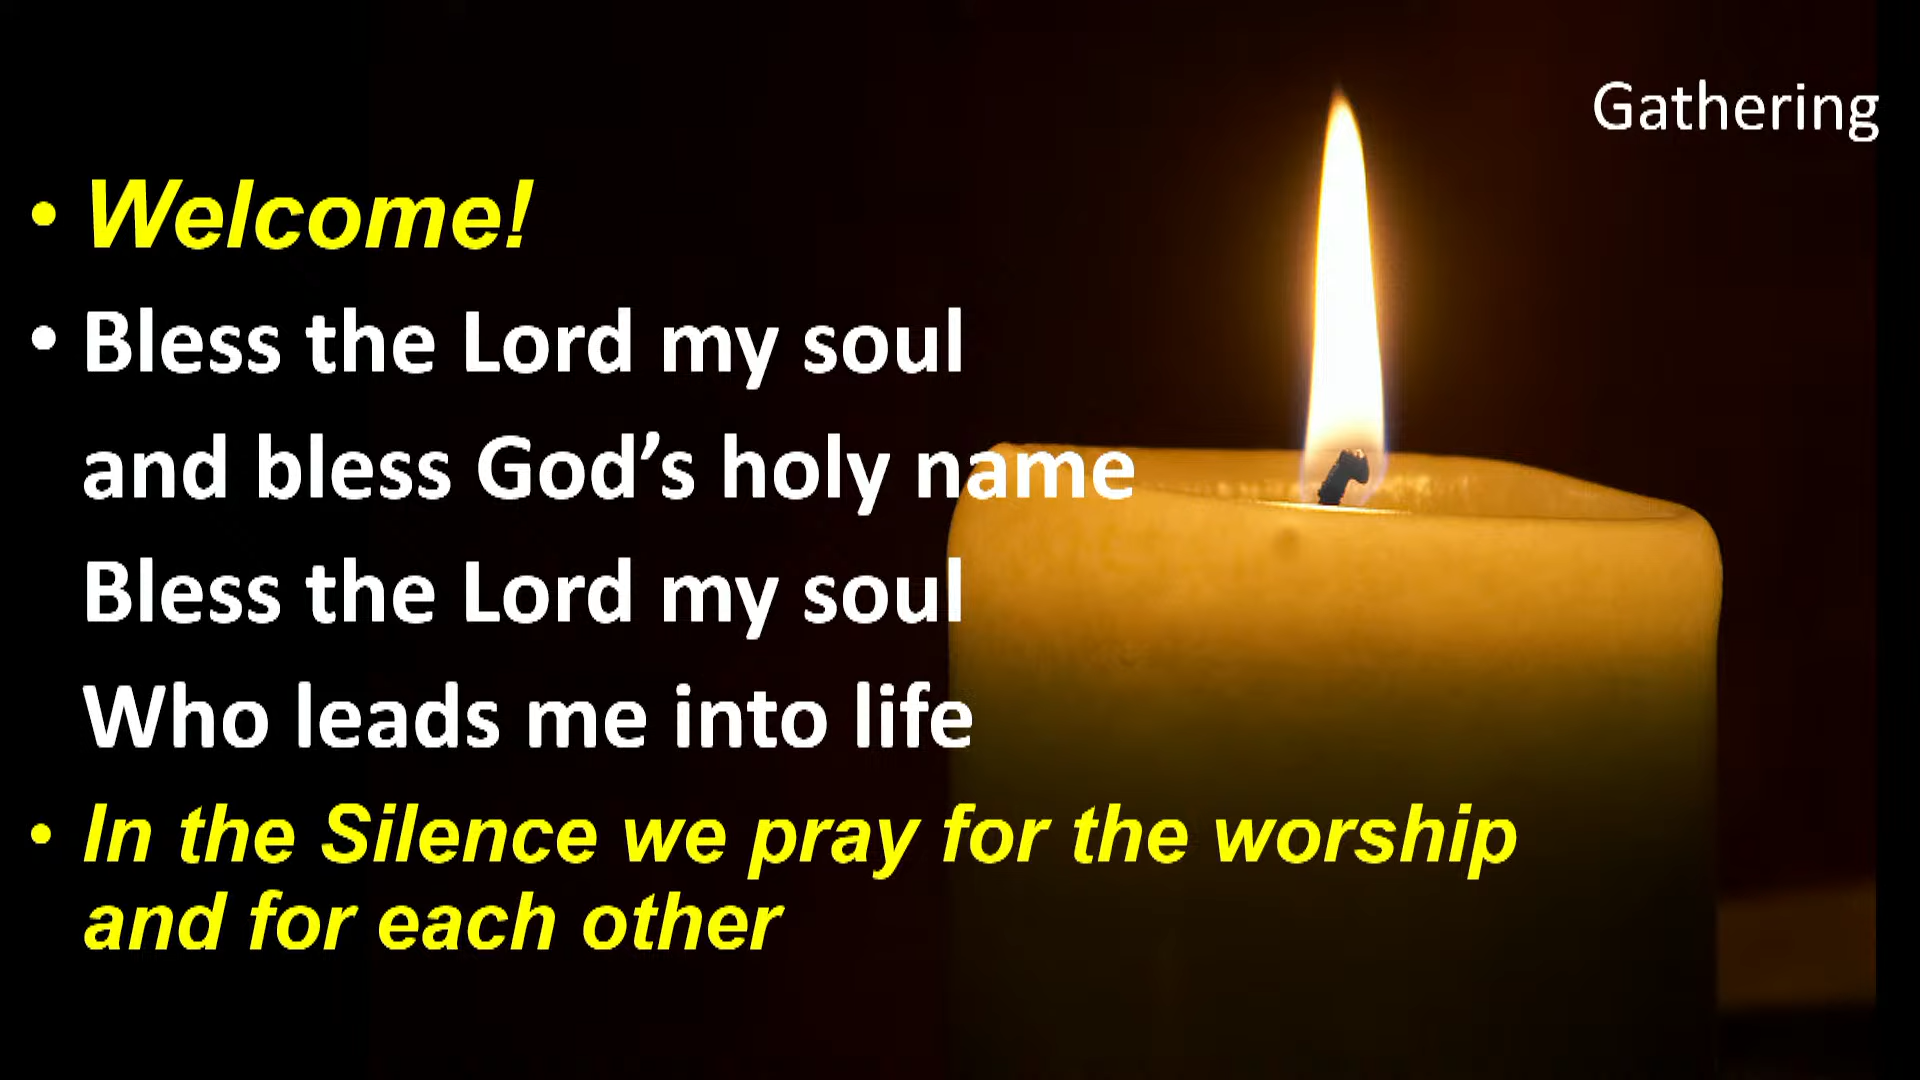 Gathering
• Welcome!
• Bless the Lord my soul
and bless God’s holy name
Bless the Lord my soul
Who leads me into life
• In the Silence we pray for the worship
and for each other